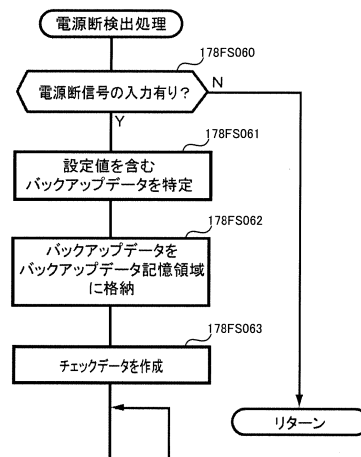 電源断検出処理
178FS060
電源断信号の入力有り？
N
Y
178FS061
設定値を含む
バックアップデータを特定
178FS062
バックアップデータを
バックアップデータ記憶領域
に格納
178FS063
チェックデータを作成
リターン